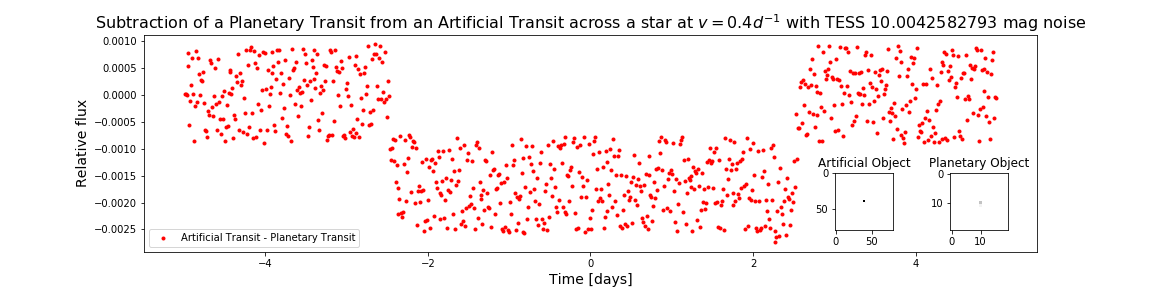 Subtraction of a Planetary Transit from an Artificial Transit across a star at v = 0.4d⁻¹ with TESS 10.0042582793 mag noise
Relative flux
0.0010
0.0005
0.0000
−0.0005
−0.0010
−0.0015
−0.0020
−0.0025
Artificial Transit - Planetary Transit
Artificial Object
0
50
0 50
Planetary Object
0
10
0 10
−4 −2 0 2 4
Time [days]